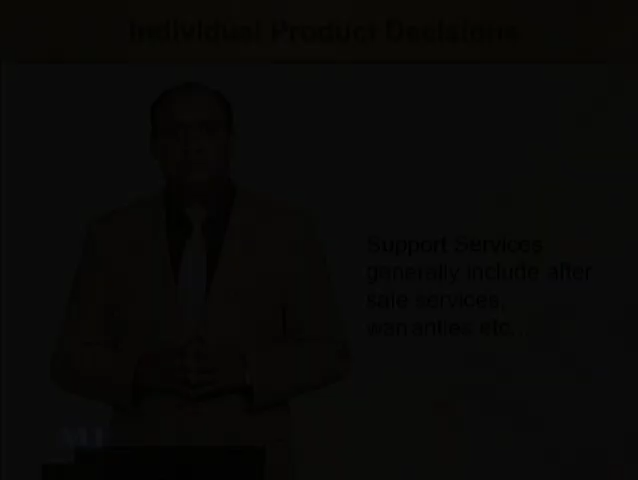 Individual Product Decisions
Support Services
generally include after
sale services,
warranties etc...